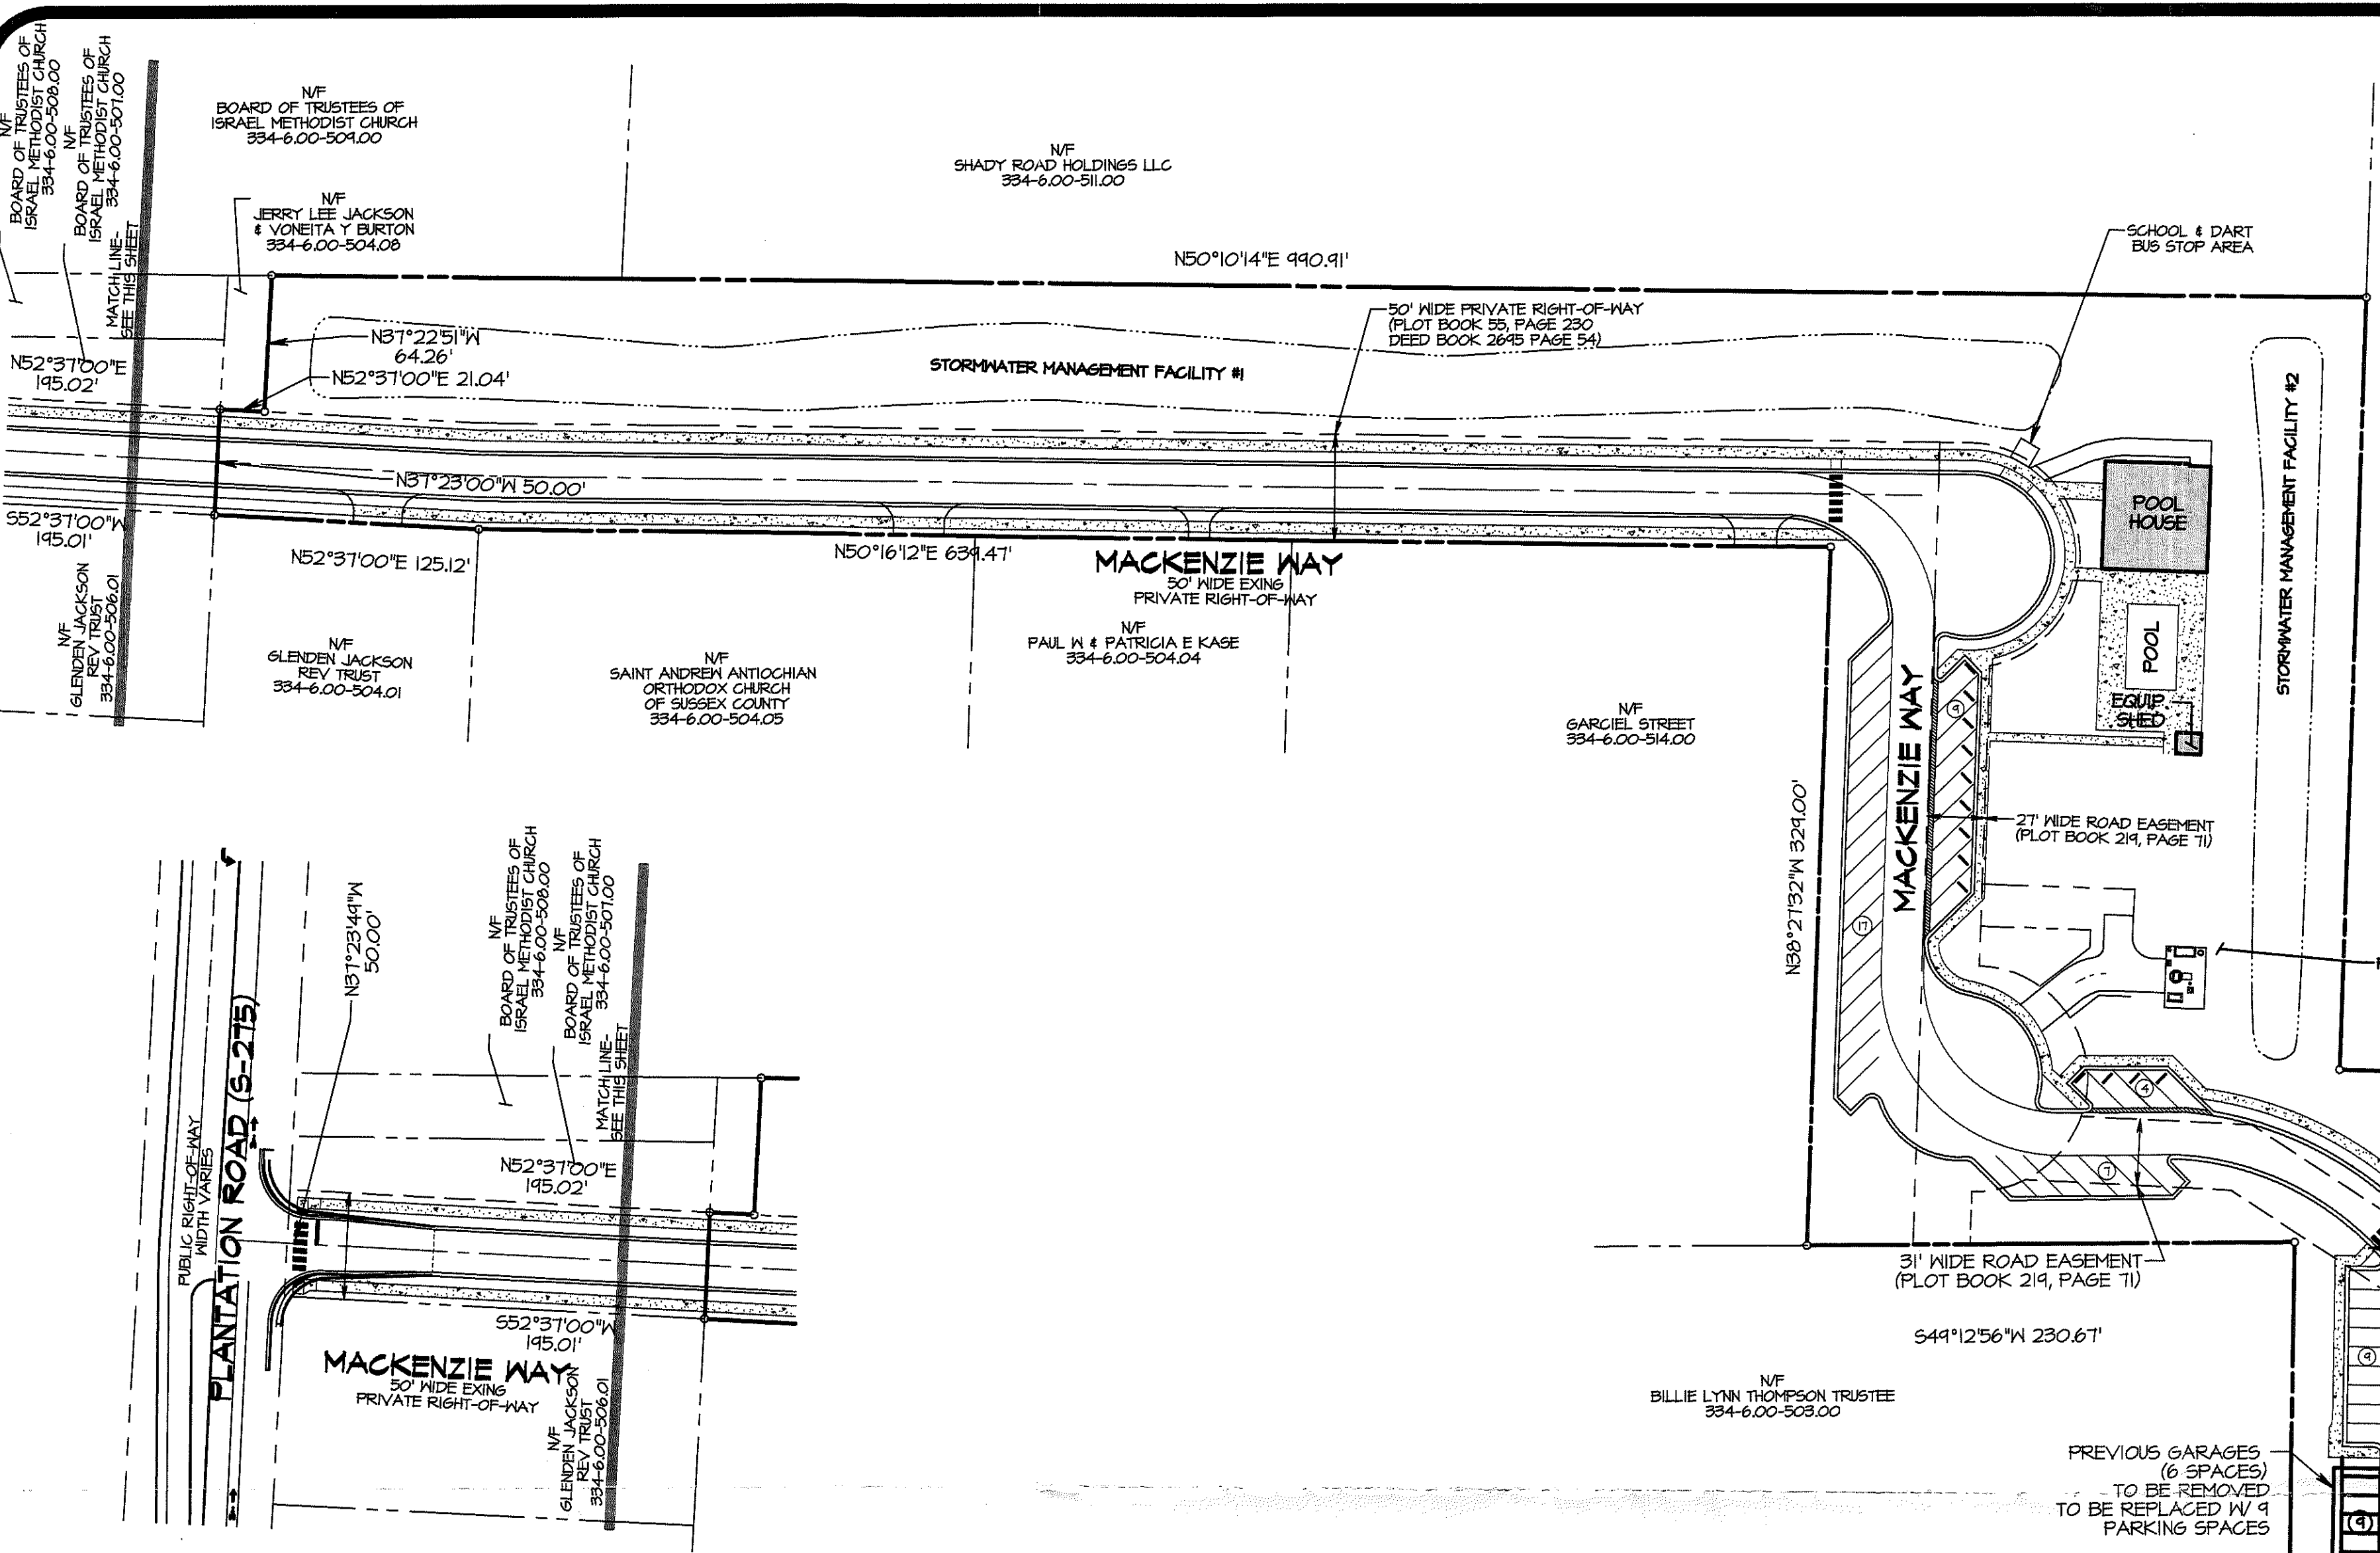 N/F
BOARD OF TRUSTEES OF
ISRAEL METHODIST CHURCH
334-6.00-508.00
N/F
BOARD OF TRUSTEES OF
ISRAEL METHODIST CHURCH
334-6.00-507.00
MATCH LINE-
SEE THIS SHEET
N/F
BOARD OF TRUSTEES OF
ISRAEL METHODIST CHURCH
334-6.00-509.00
N/F
JERRY LEE JACKSON
& VONEITA Y BURTON
334-6.00-504.08
N/F
SHADY ROAD HOLDINGS LLC
334-6.00-511.00
N50°10'14"E 990.91'
SCHOOL & DART
BUS STOP AREA
50' WIDE PRIVATE RIGHT-OF-WAY
(PLOT BOOK 55, PAGE 230
DEED BOOK 2695 PAGE 54)
N37°22'51"W
64.26'
N52°37'00"E 21.04'
STORMWATER MANAGEMENT FACILITY #1
STORMWATER MANAGEMENT FACILITY #2
N52°37'00"E
195.02'
N37°23'00"W 50.00'
S52°37'00"W
195.01'
N52°37'00"E 125.12'
N50°16'12"E 639.47'
MACKENZIE WAY
50' WIDE EXING
PRIVATE RIGHT-OF-WAY
POOL
HOUSE
POOL
EQUIP.
SHED
N/F
GLENDEN JACKSON
REV TRUST
334-6.00-506.01
N/F
GLENDEN JACKSON
REV TRUST
334-6.00-504.01
N/F
SAINT ANDREW ANTIOCHIAN
ORTHODOX CHURCH
OF SUSSEX COUNTY
334-6.00-504.05
N/F
PAUL W & PATRICIA E KASE
334-6.00-504.04
N/F
GARCIEL STREET
334-6.00-514.00
MACKENZIE WAY
9
27' WIDE ROAD EASEMENT
(PLOT BOOK 219, PAGE 71)
N38°27'32"W 329.00'
17
4
7
31' WIDE ROAD EASEMENT
(PLOT BOOK 219, PAGE 71)
S49°12'56"W 230.67'
N/F
BILLIE LYNN THOMPSON TRUSTEE
334-6.00-503.00
9
PREVIOUS GARAGES
(6 SPACES)
TO BE REMOVED
TO BE REPLACED W/ 9
PARKING SPACES
9
PUBLIC RIGHT-OF-WAY
WIDTH VARIES
PLANTATION ROAD (S-275)
N37°23'49"W
50.00'
N/F
BOARD OF TRUSTEES OF
ISRAEL METHODIST CHURCH
334-6.00-508.00
N/F
BOARD OF TRUSTEES OF
ISRAEL METHODIST CHURCH
334-6.00-507.00
MATCH LINE-
SEE THIS SHEET
N52°37'00"E
195.02'
S52°37'00"W
195.01'
MACKENZIE WAY
50' WIDE EXING
PRIVATE RIGHT-OF-WAY
N/F
GLENDEN JACKSON
REV TRUST
334-6.00-506.01